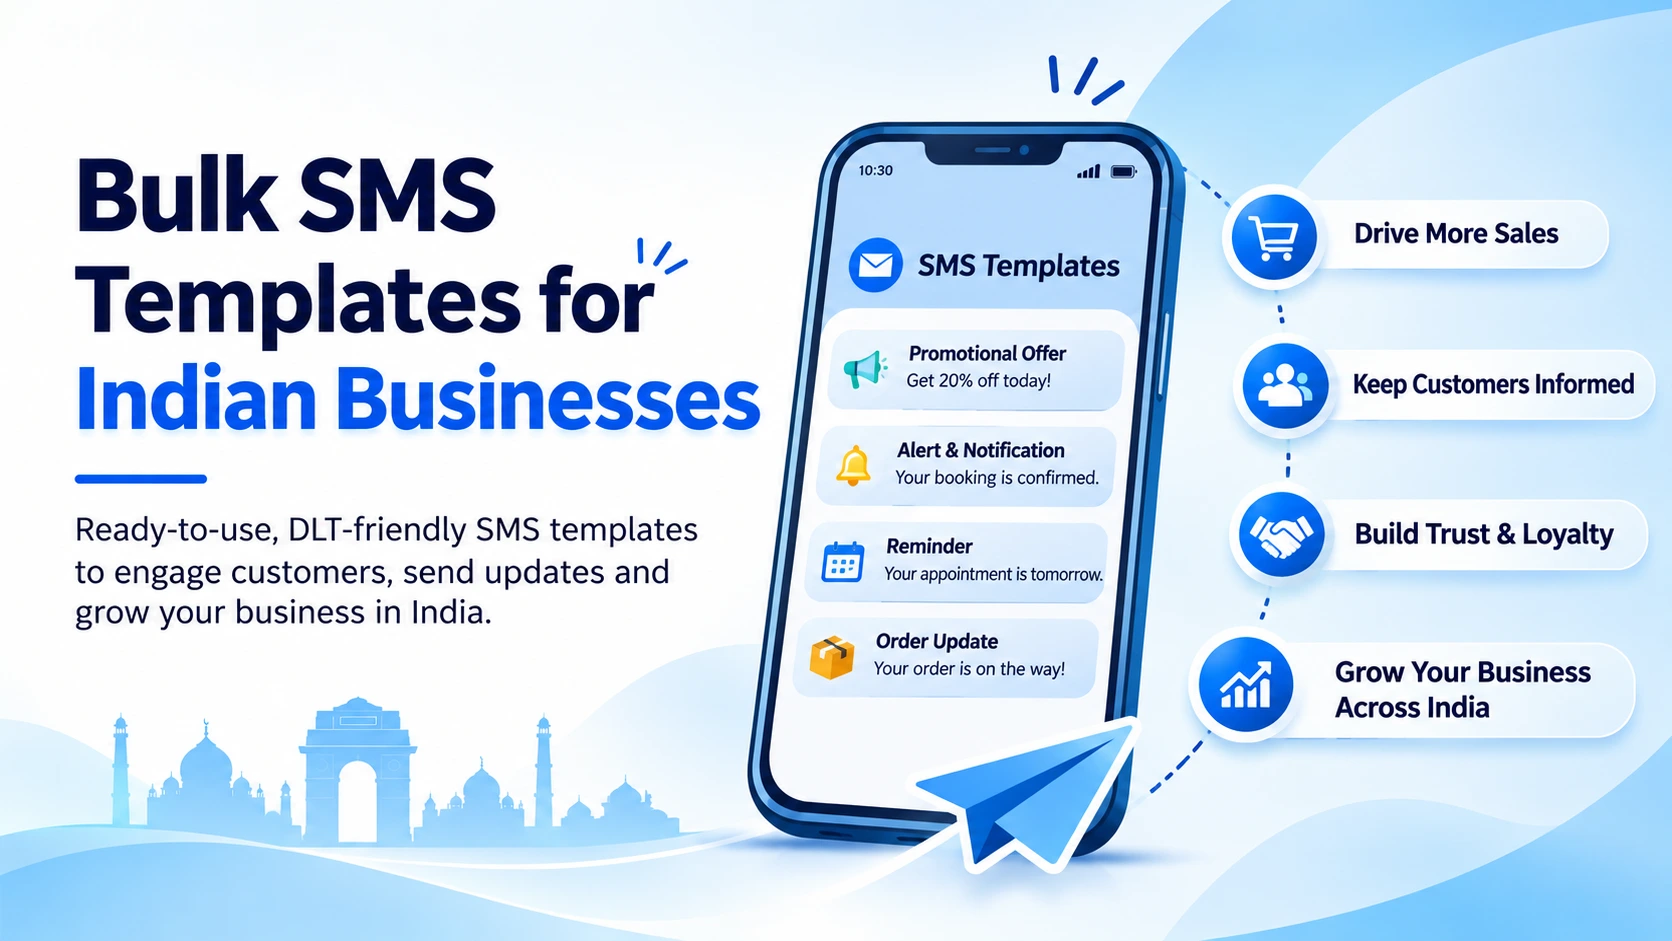 Bulk SMS
Templates for
Indian Businesses
Ready-to-use, DLT-friendly SMS templates
to engage customers, send updates and
grow your business in India.
10:30
SMS Templates
Promotional Offer
Get 20% off today!
Alert & Notification
Your booking is confirmed.
Reminder
Your appointment is tomorrow.
Order Update
Your order is on the way!
Drive More Sales
Keep Customers Informed
Build Trust & Loyalty
Grow Your Business
Across India